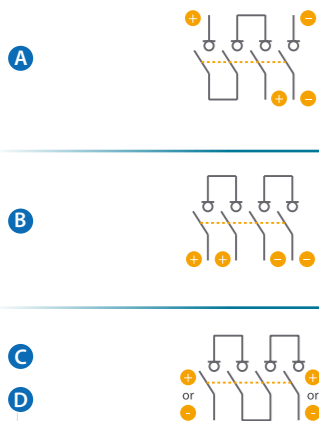 + −
A
+ −
B
+ + − −
C
+ +
D
or or
- -